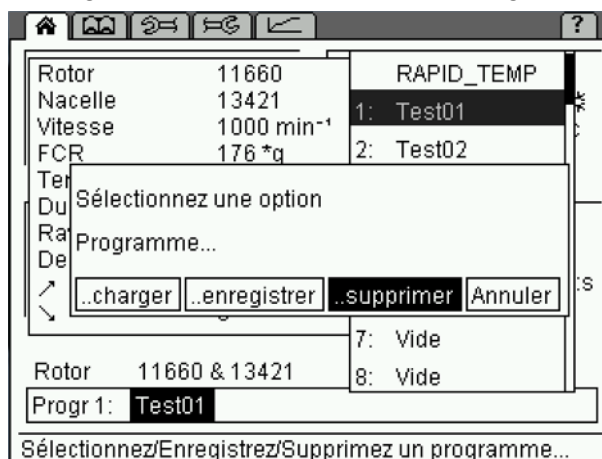 ?
Rotor 11660
Nacelle 13421
Vitesse 1000 min⁻¹
FCR 176 *g
RAPID_TEMP
1: Test01
2: Test02
Sélectionnez une option
Programme...
..charger ..enregistrer ..supprimer Annuler
7: Vide
8: Vide
Rotor 11660 & 13421
Progr 1: Test01
Sélectionnez/Enregistrez/Supprimez un programme...